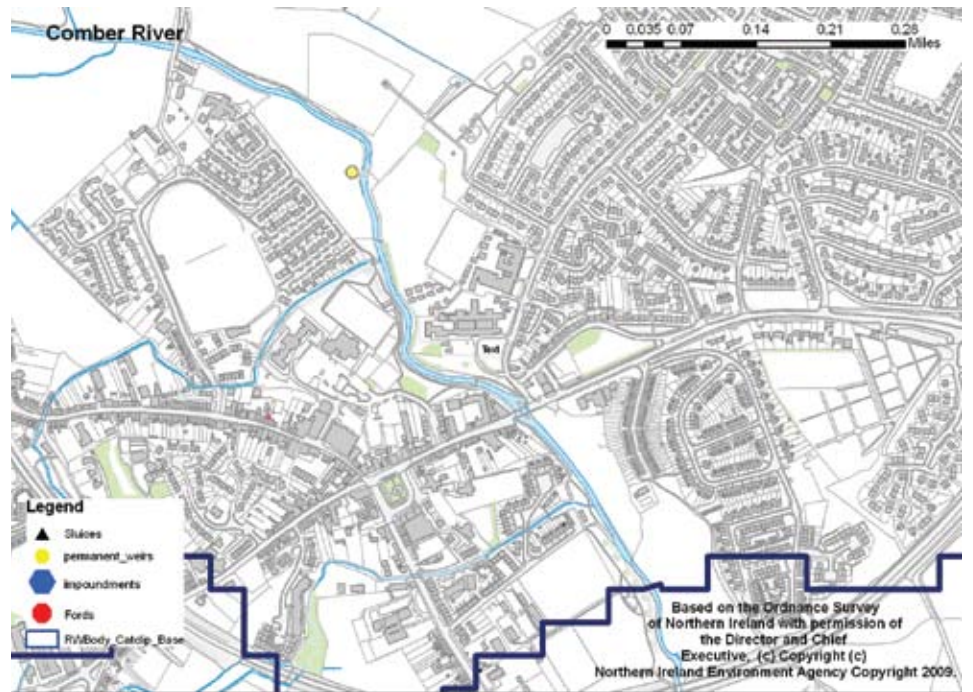 Comber River
0 0.035 0.07 0.14 0.21 0.28
Miles
Text
Legend
Sluices
permanent_weirs
Impoundments
Fords
RWBody_Catclip_Base
Based on the Ordnance Survey
of Northern Ireland with permission of
the Director and Chief
Executive, (c) Copyright (c)
Northern Ireland Environment Agency Copyright 2009.